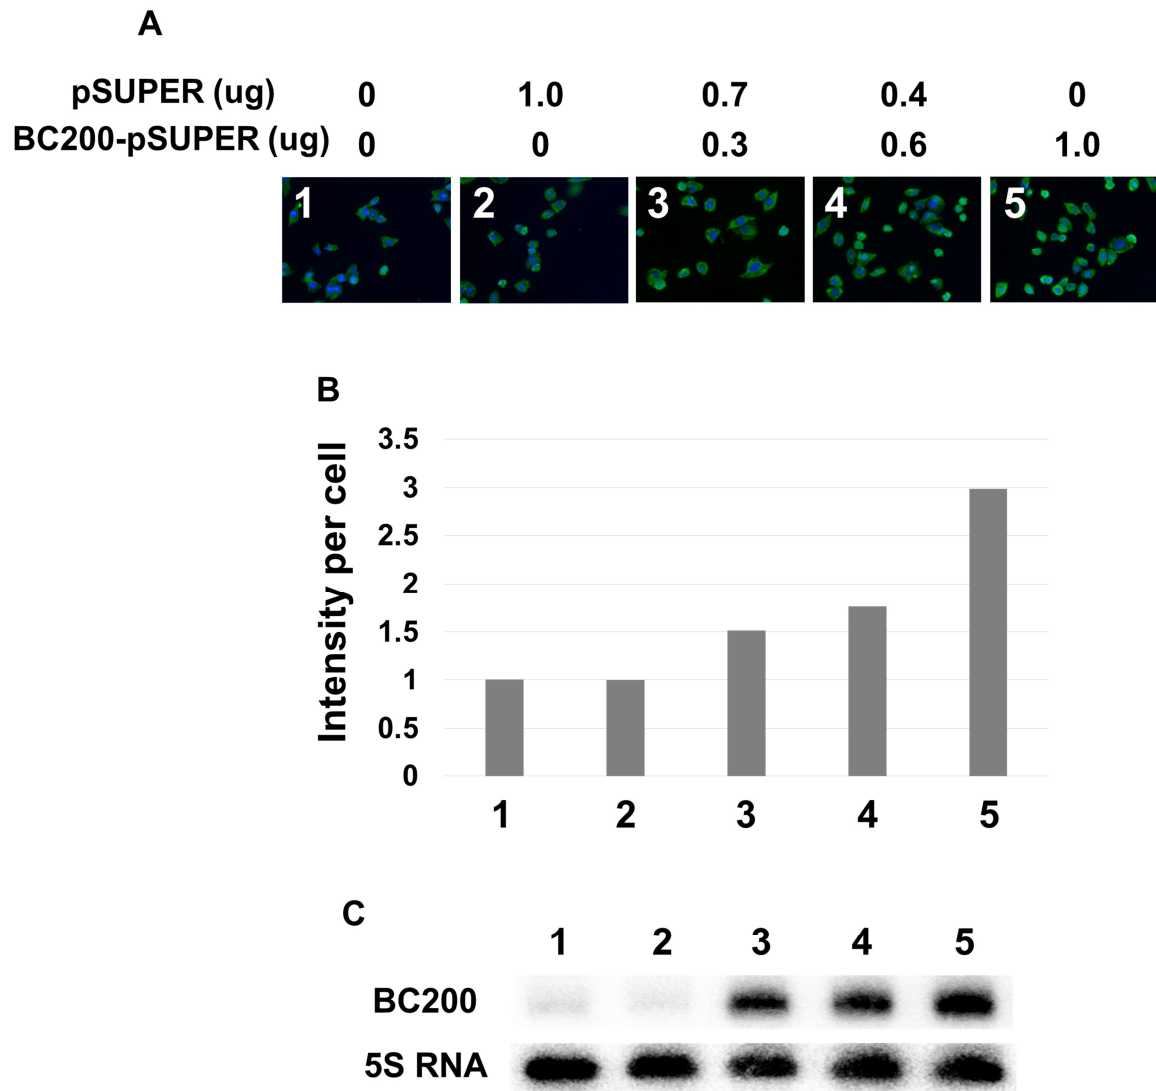 A
pSUPER (ug) 0 1.0 0.7 0.4 0
BC200-pSUPER (ug) 0 0 0.3 0.6 1.0
1 2 3 4 5
B
Intensity per cell
3.5
3
2.5
2
1.5
1
0.5
0
1 2 3 4 5
C
1 2 3 4 5
BC200
5S RNA